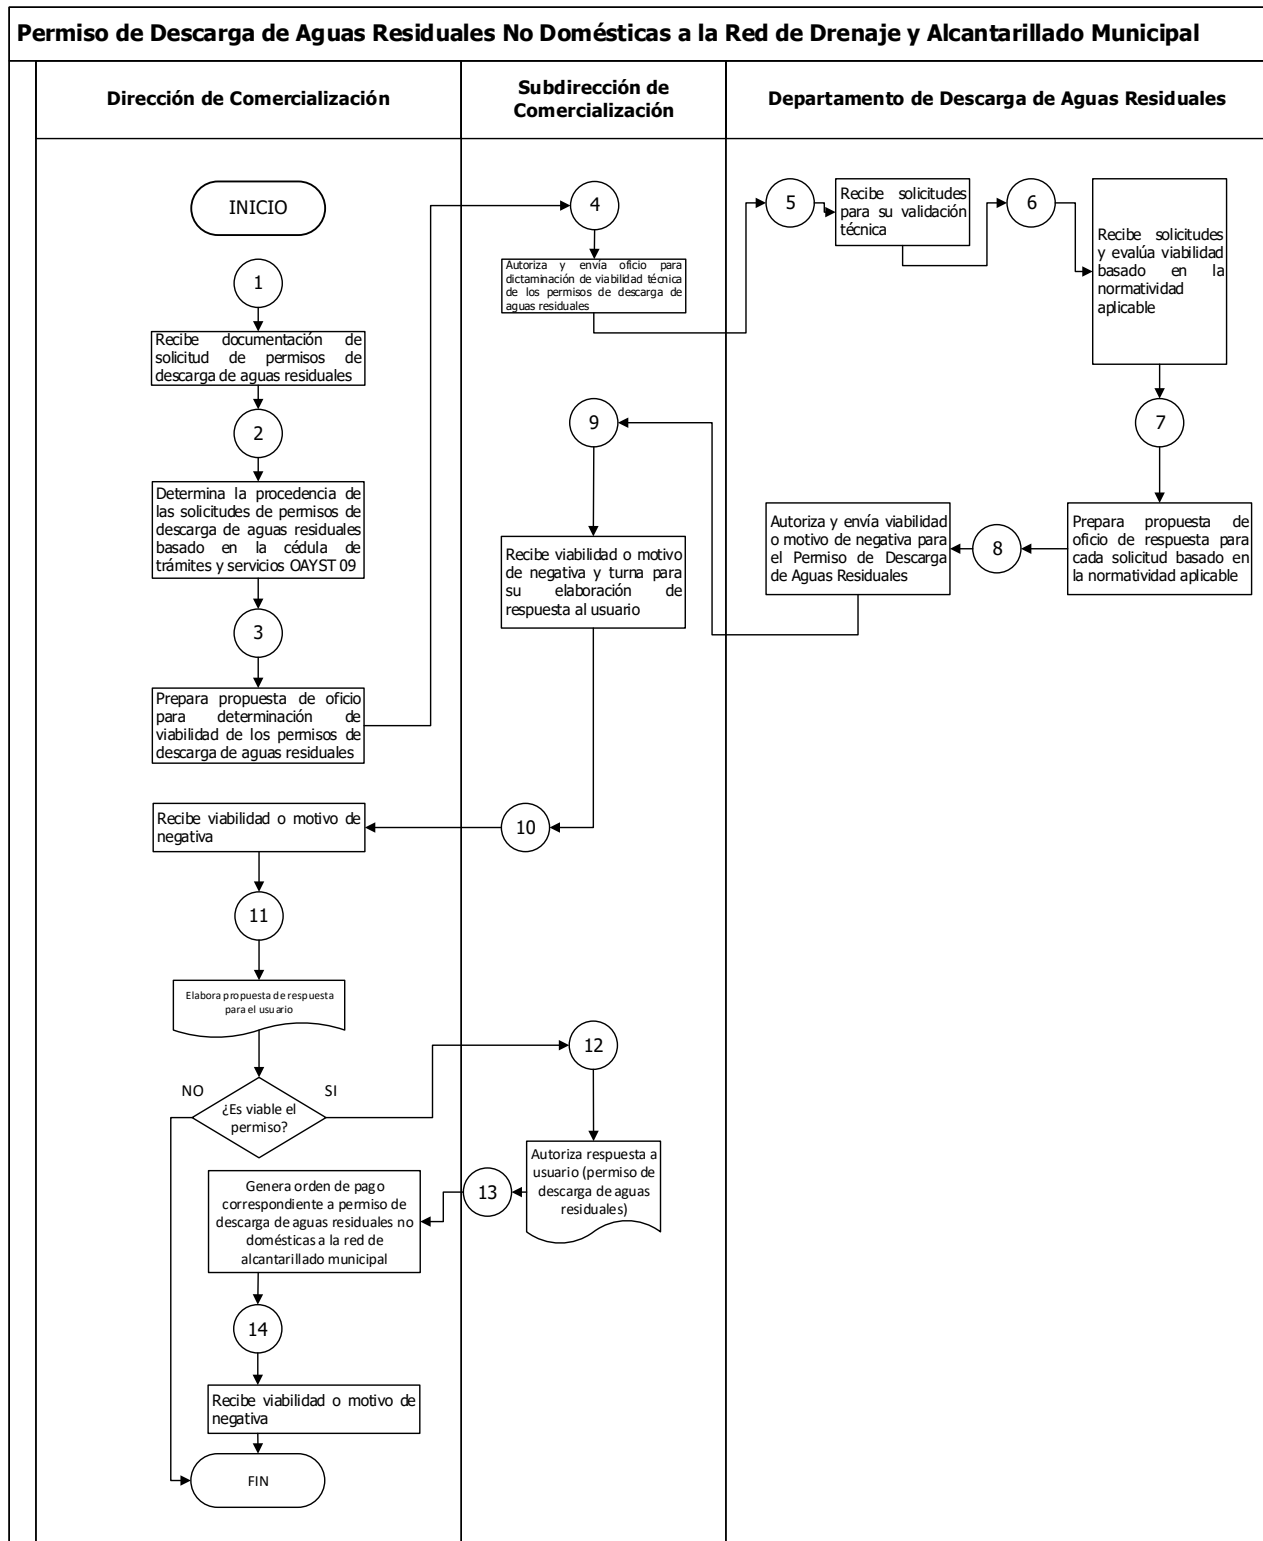 Permiso de Descarga de Aguas Residuales No Domésticas a la Red de Drenaje y Alcantarillado Municipal
Dirección de Comercialización
Subdirección de
Comercialización
Departamento de Descarga de Aguas Residuales
INICIO
1
Recibe documentación de
solicitud de permisos de
descarga de aguas residuales
2
Determina la procedencia de
las solicitudes de permisos de
descarga de aguas residuales
basado en la cédula de
trámites y servicios OAYST 09
3
Prepara propuesta de oficio
para determinación de
viabilidad de los permisos de
descarga de aguas residuales
4
Autoriza y envía oficio para
dictaminación de viabilidad técnica
de los permisos de descarga de
aguas residuales
5
Recibe solicitudes
para su validación
técnica
6
Recibe solicitudes
y evalúa viabilidad
basado en la
normatividad
aplicable
7
Prepara propuesta de
oficio de respuesta para
cada solicitud basado en
la normatividad aplicable
8
Autoriza y envía viabilidad
o motivo de negativa para
el Permiso de Descarga
de Aguas Residuales
9
Recibe viabilidad o motivo
de negativa y turna para
su elaboración de
respuesta al usuario
10
Recibe viabilidad o motivo de
negativa
11
Elabora propuesta de respuesta
para el usuario
¿Es viable el
permiso?
NO
SI
12
Autoriza respuesta a
usuario (permiso de
descarga de aguas
residuales)
13
Genera orden de pago
correspondiente a permiso de
descarga de aguas residuales no
domésticas a la red de
alcantarillado municipal
14
Recibe viabilidad o motivo de
negativa
FIN